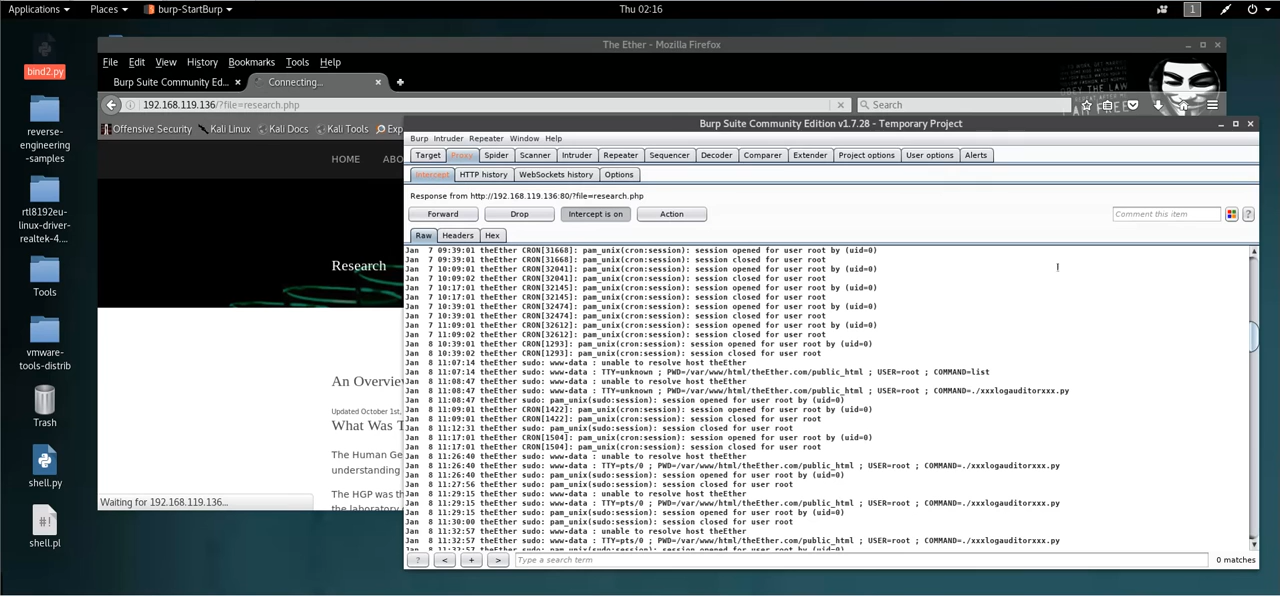 Applications Places burp-StartBurp Thu 02:16 1
bind2.py
reverse-
engineering
-samples
rtl8192eu-
linux-driver-
realtek-4....
Tools
vmware-
tools-distrib
Trash
shell.py
#!
shell.pl
The Ether - Mozilla Firefox
File Edit View History Bookmarks Tools Help
Burp Suite Community Ed... Connecting...
192.168.119.136/?file=research.php Search
Offensive Security Kali Linux Kali Docs Kali Tools Exp
HOME ABO
Research
An Overview
Updated October 1st,
What Was T
The Human Ge
understanding
The HGP was th
the laboratory
Waiting for 192.168.119.136...
Burp Suite Community Edition v1.7.28 - Temporary Project
Burp Intruder Repeater Window Help
Target Proxy Spider Scanner Intruder Repeater Sequencer Decoder Comparer Extender Project options User options Alerts
Intercept HTTP history WebSockets history Options
Response from http://192.168.119.136:80/?file=research.php
Forward Drop Intercept is on Action Comment this item ?
Raw Headers Hex
Jan  7 09:39:01 theEther CRON[31668]: pam_unix(cron:session): session opened for user root by (uid=0)
Jan  7 09:39:01 theEther CRON[31668]: pam_unix(cron:session): session closed for user root
Jan  7 10:09:01 theEther CRON[32041]: pam_unix(cron:session): session opened for user root by (uid=0)
Jan  7 10:09:02 theEther CRON[32041]: pam_unix(cron:session): session closed for user root
Jan  7 10:17:01 theEther CRON[32145]: pam_unix(cron:session): session opened for user root by (uid=0)
Jan  7 10:17:01 theEther CRON[32145]: pam_unix(cron:session): session closed for user root
Jan  7 10:39:01 theEther CRON[32474]: pam_unix(cron:session): session opened for user root by (uid=0)
Jan  7 10:39:01 theEther CRON[32474]: pam_unix(cron:session): session closed for user root
Jan  7 11:09:01 theEther CRON[32612]: pam_unix(cron:session): session opened for user root by (uid=0)
Jan  7 11:09:02 theEther CRON[32612]: pam_unix(cron:session): session closed for user root
Jan  8 10:39:01 theEther CRON[1293]: pam_unix(cron:session): session opened for user root by (uid=0)
Jan  8 10:39:02 theEther CRON[1293]: pam_unix(cron:session): session closed for user root
Jan  8 11:07:14 theEther sudo: www-data : unable to resolve host theEther
Jan  8 11:07:14 theEther sudo: www-data : TTY=unknown ; PWD=/var/www/html/theEther.com/public_html ; USER=root ; COMMAND=list
Jan  8 11:08:47 theEther sudo: www-data : unable to resolve host theEther
Jan  8 11:08:47 theEther sudo: www-data : TTY=unknown ; PWD=/var/www/html/theEther.com/public_html ; USER=root ; COMMAND=./xxxlogauditorxxx.py
Jan  8 11:08:47 theEther sudo: pam_unix(sudo:session): session opened for user root by (uid=0)
Jan  8 11:09:01 theEther CRON[1422]: pam_unix(cron:session): session opened for user root by (uid=0)
Jan  8 11:09:01 theEther CRON[1422]: pam_unix(cron:session): session closed for user root
Jan  8 11:12:31 theEther sudo: pam_unix(sudo:session): session closed for user root
Jan  8 11:17:01 theEther CRON[1504]: pam_unix(cron:session): session opened for user root by (uid=0)
Jan  8 11:17:01 theEther CRON[1504]: pam_unix(cron:session): session closed for user root
Jan  8 11:26:40 theEther sudo: www-data : unable to resolve host theEther
Jan  8 11:26:40 theEther sudo: www-data : TTY=pts/0 ; PWD=/var/www/html/theEther.com/public_html ; USER=root ; COMMAND=./xxxlogauditorxxx.py
Jan  8 11:26:40 theEther sudo: pam_unix(sudo:session): session opened for user root by (uid=0)
Jan  8 11:27:56 theEther sudo: pam_unix(sudo:session): session closed for user root
Jan  8 11:29:15 theEther sudo: www-data : unable to resolve host theEther
Jan  8 11:29:15 theEther sudo: www-data : TTY=pts/0 ; PWD=/var/www/html/theEther.com/public_html ; USER=root ; COMMAND=./xxxlogauditorxxx.py
Jan  8 11:29:15 theEther sudo: pam_unix(sudo:session): session opened for user root by (uid=0)
Jan  8 11:30:00 theEther sudo: pam_unix(sudo:session): session closed for user root
Jan  8 11:32:57 theEther sudo: www-data : unable to resolve host theEther
Jan  8 11:32:57 theEther sudo: www-data : TTY=pts/0 ; PWD=/var/www/html/theEther.com/public_html ; USER=root ; COMMAND=./xxxlogauditorxxx.py
Jan  8 11:32:57 theEther sudo: pam_unix(sudo:session): session opened for user root by (uid=0)
? < + > Type a search term 0 matches